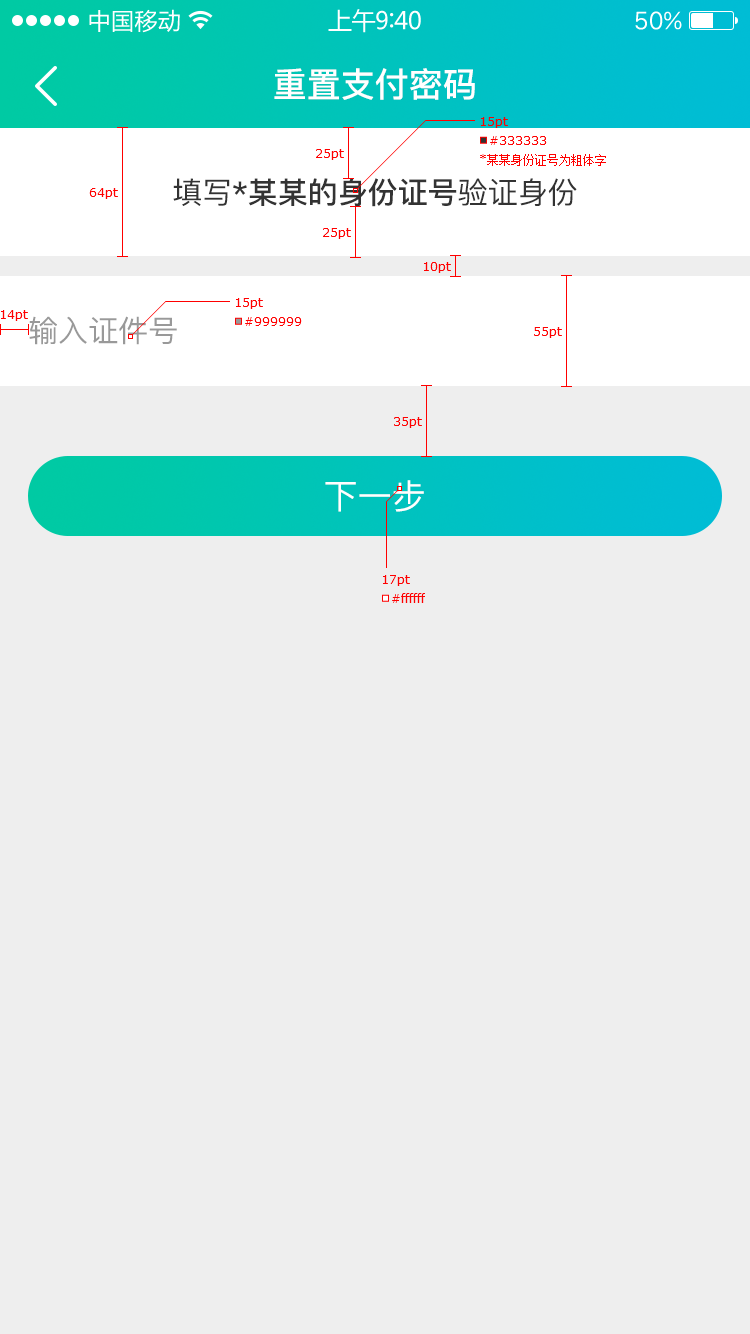 中国移动 上午9:40 50%
重置支付密码
15pt
#333333
*某某身份证号为粗体字
25pt
64pt
填写*某某的身份证号验证身份
25pt
10pt
14pt
输入证件号
15pt
#999999
55pt
35pt
下一步
17pt
#ffffff